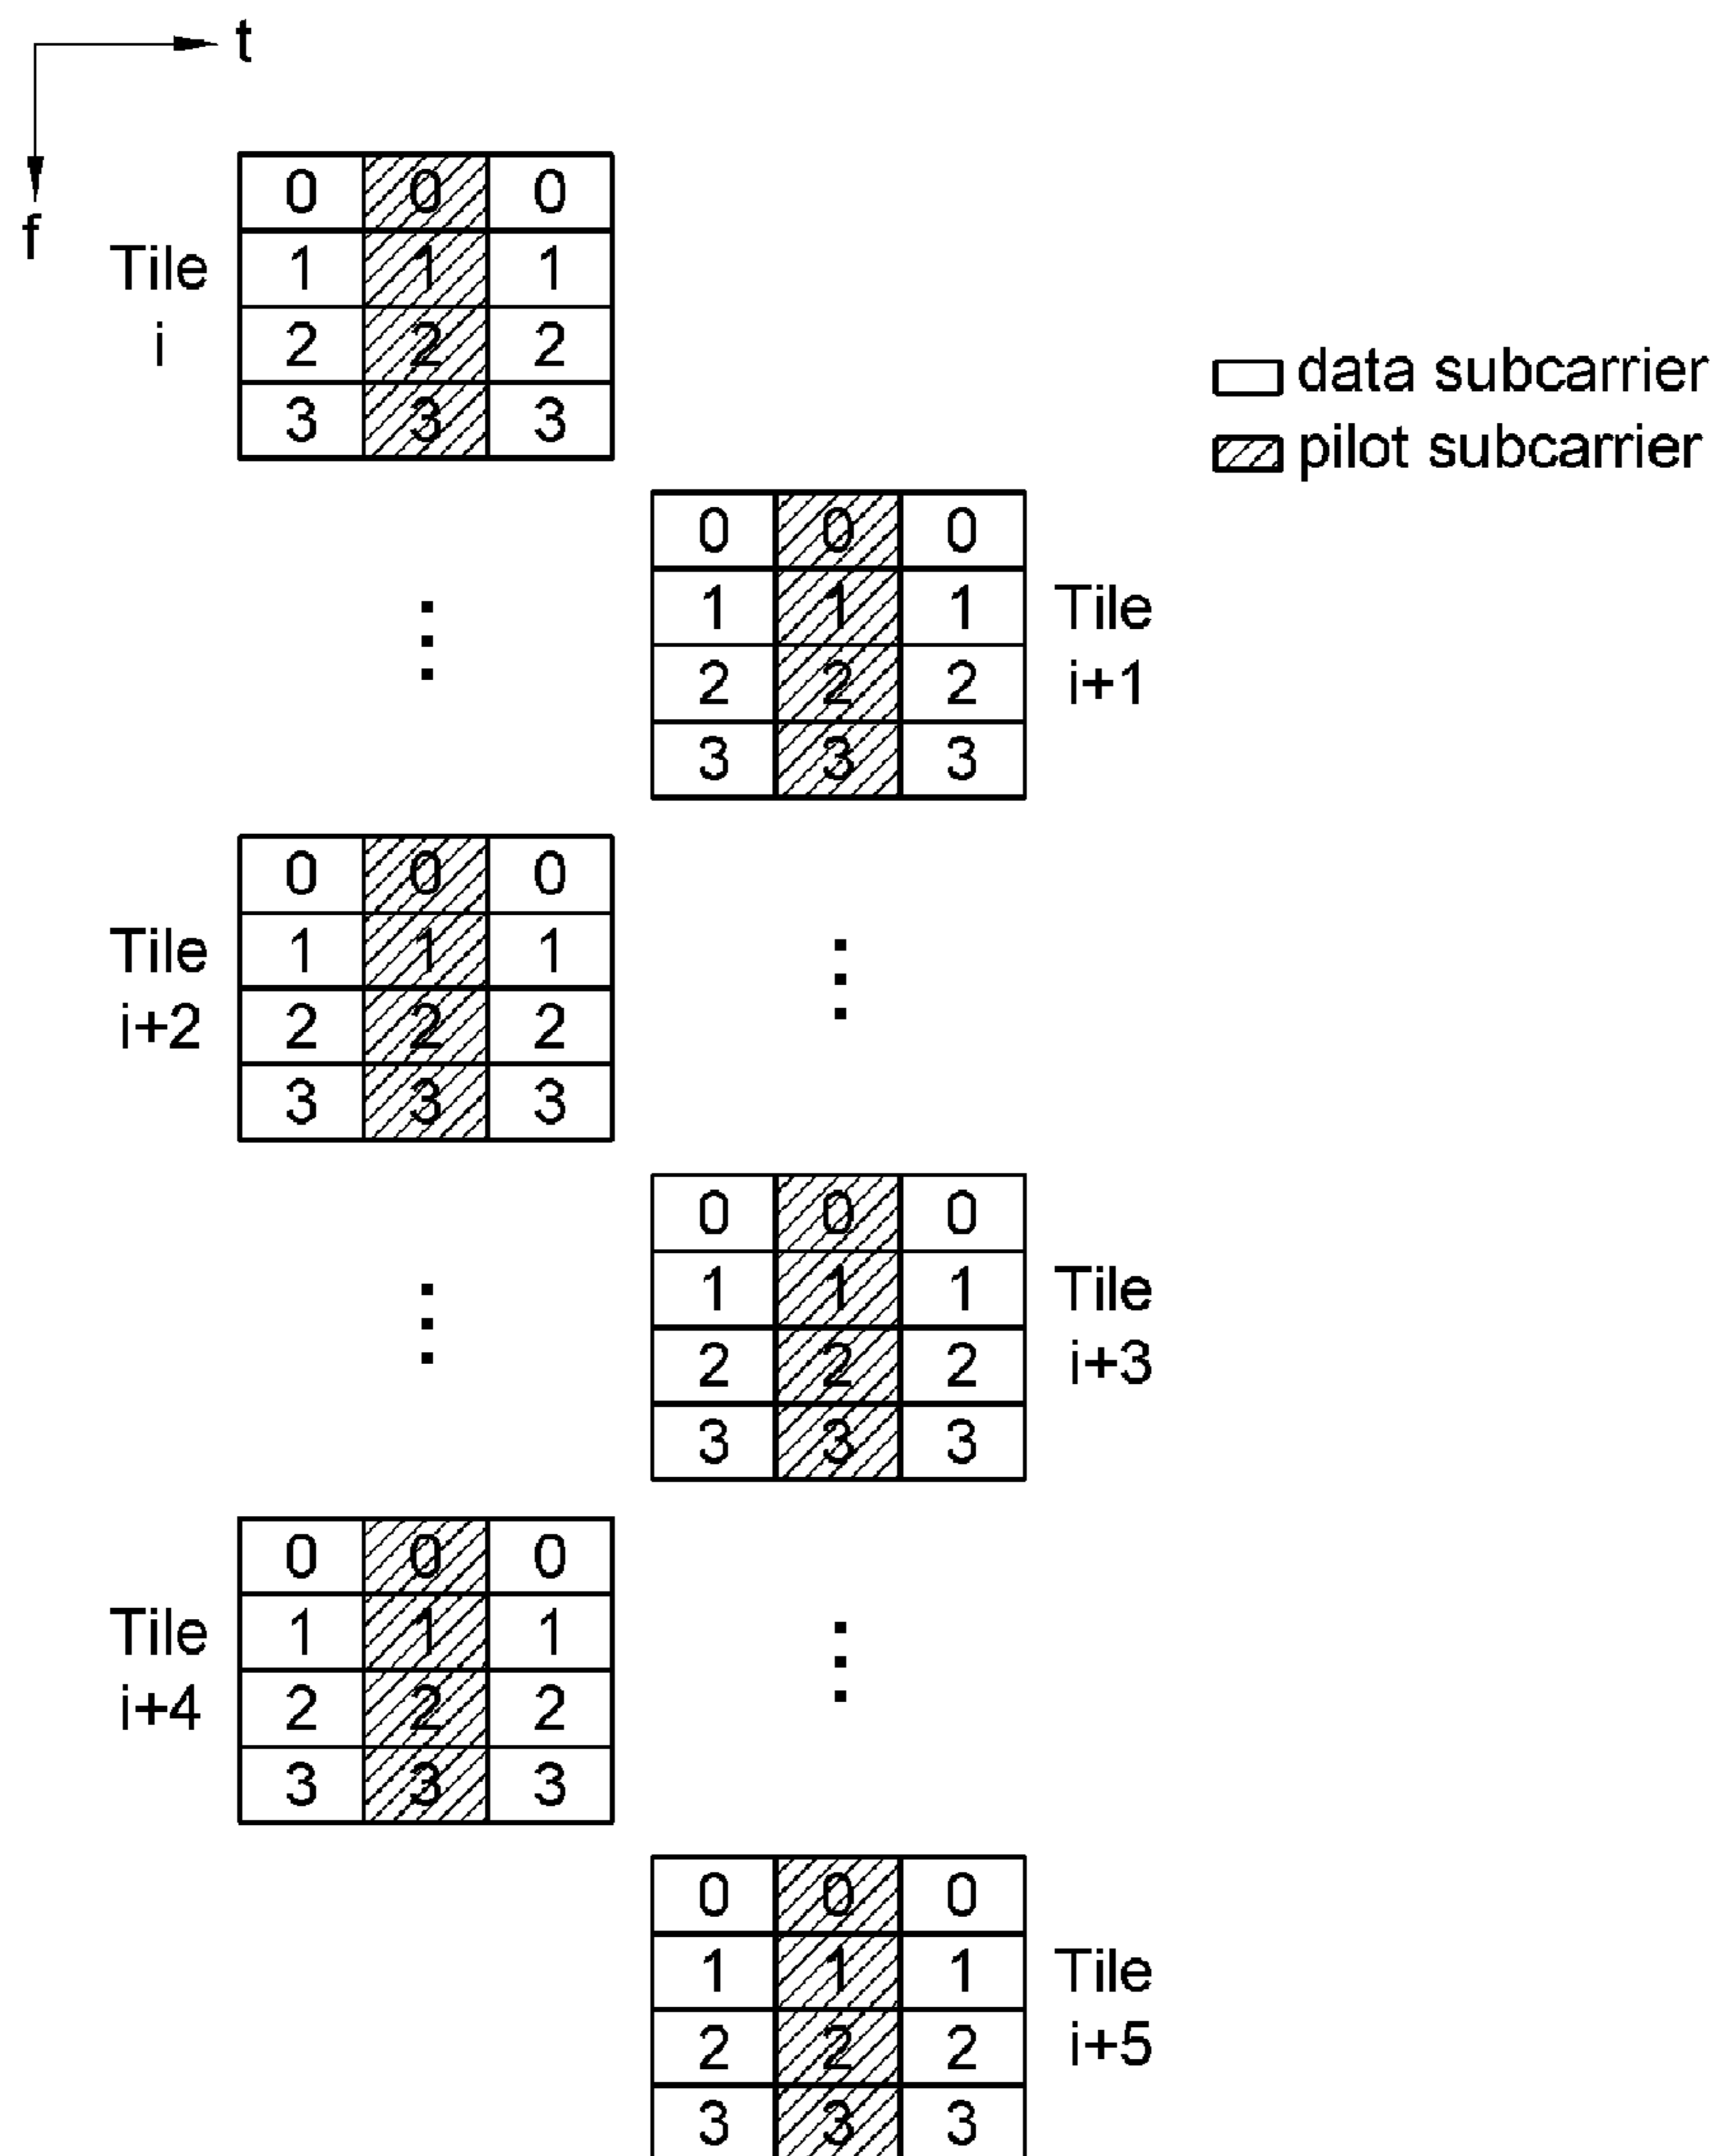 t
f
0 0 0
Tile 1 1 1
i 2 2 2
3 3 3
data subcarrier
pilot subcarrier
0 0 0
1 1 1 Tile
2 2 2 i+1
3 3 3
0 0 0
Tile 1 1 1
i+2 2 2 2
3 3 3
0 0 0
1 1 1 Tile
2 2 2 i+3
3 3 3
0 0 0
Tile 1 1 1
i+4 2 2 2
3 3 3
0 0 0
1 1 1 Tile
2 2 2 i+5
3 3 3